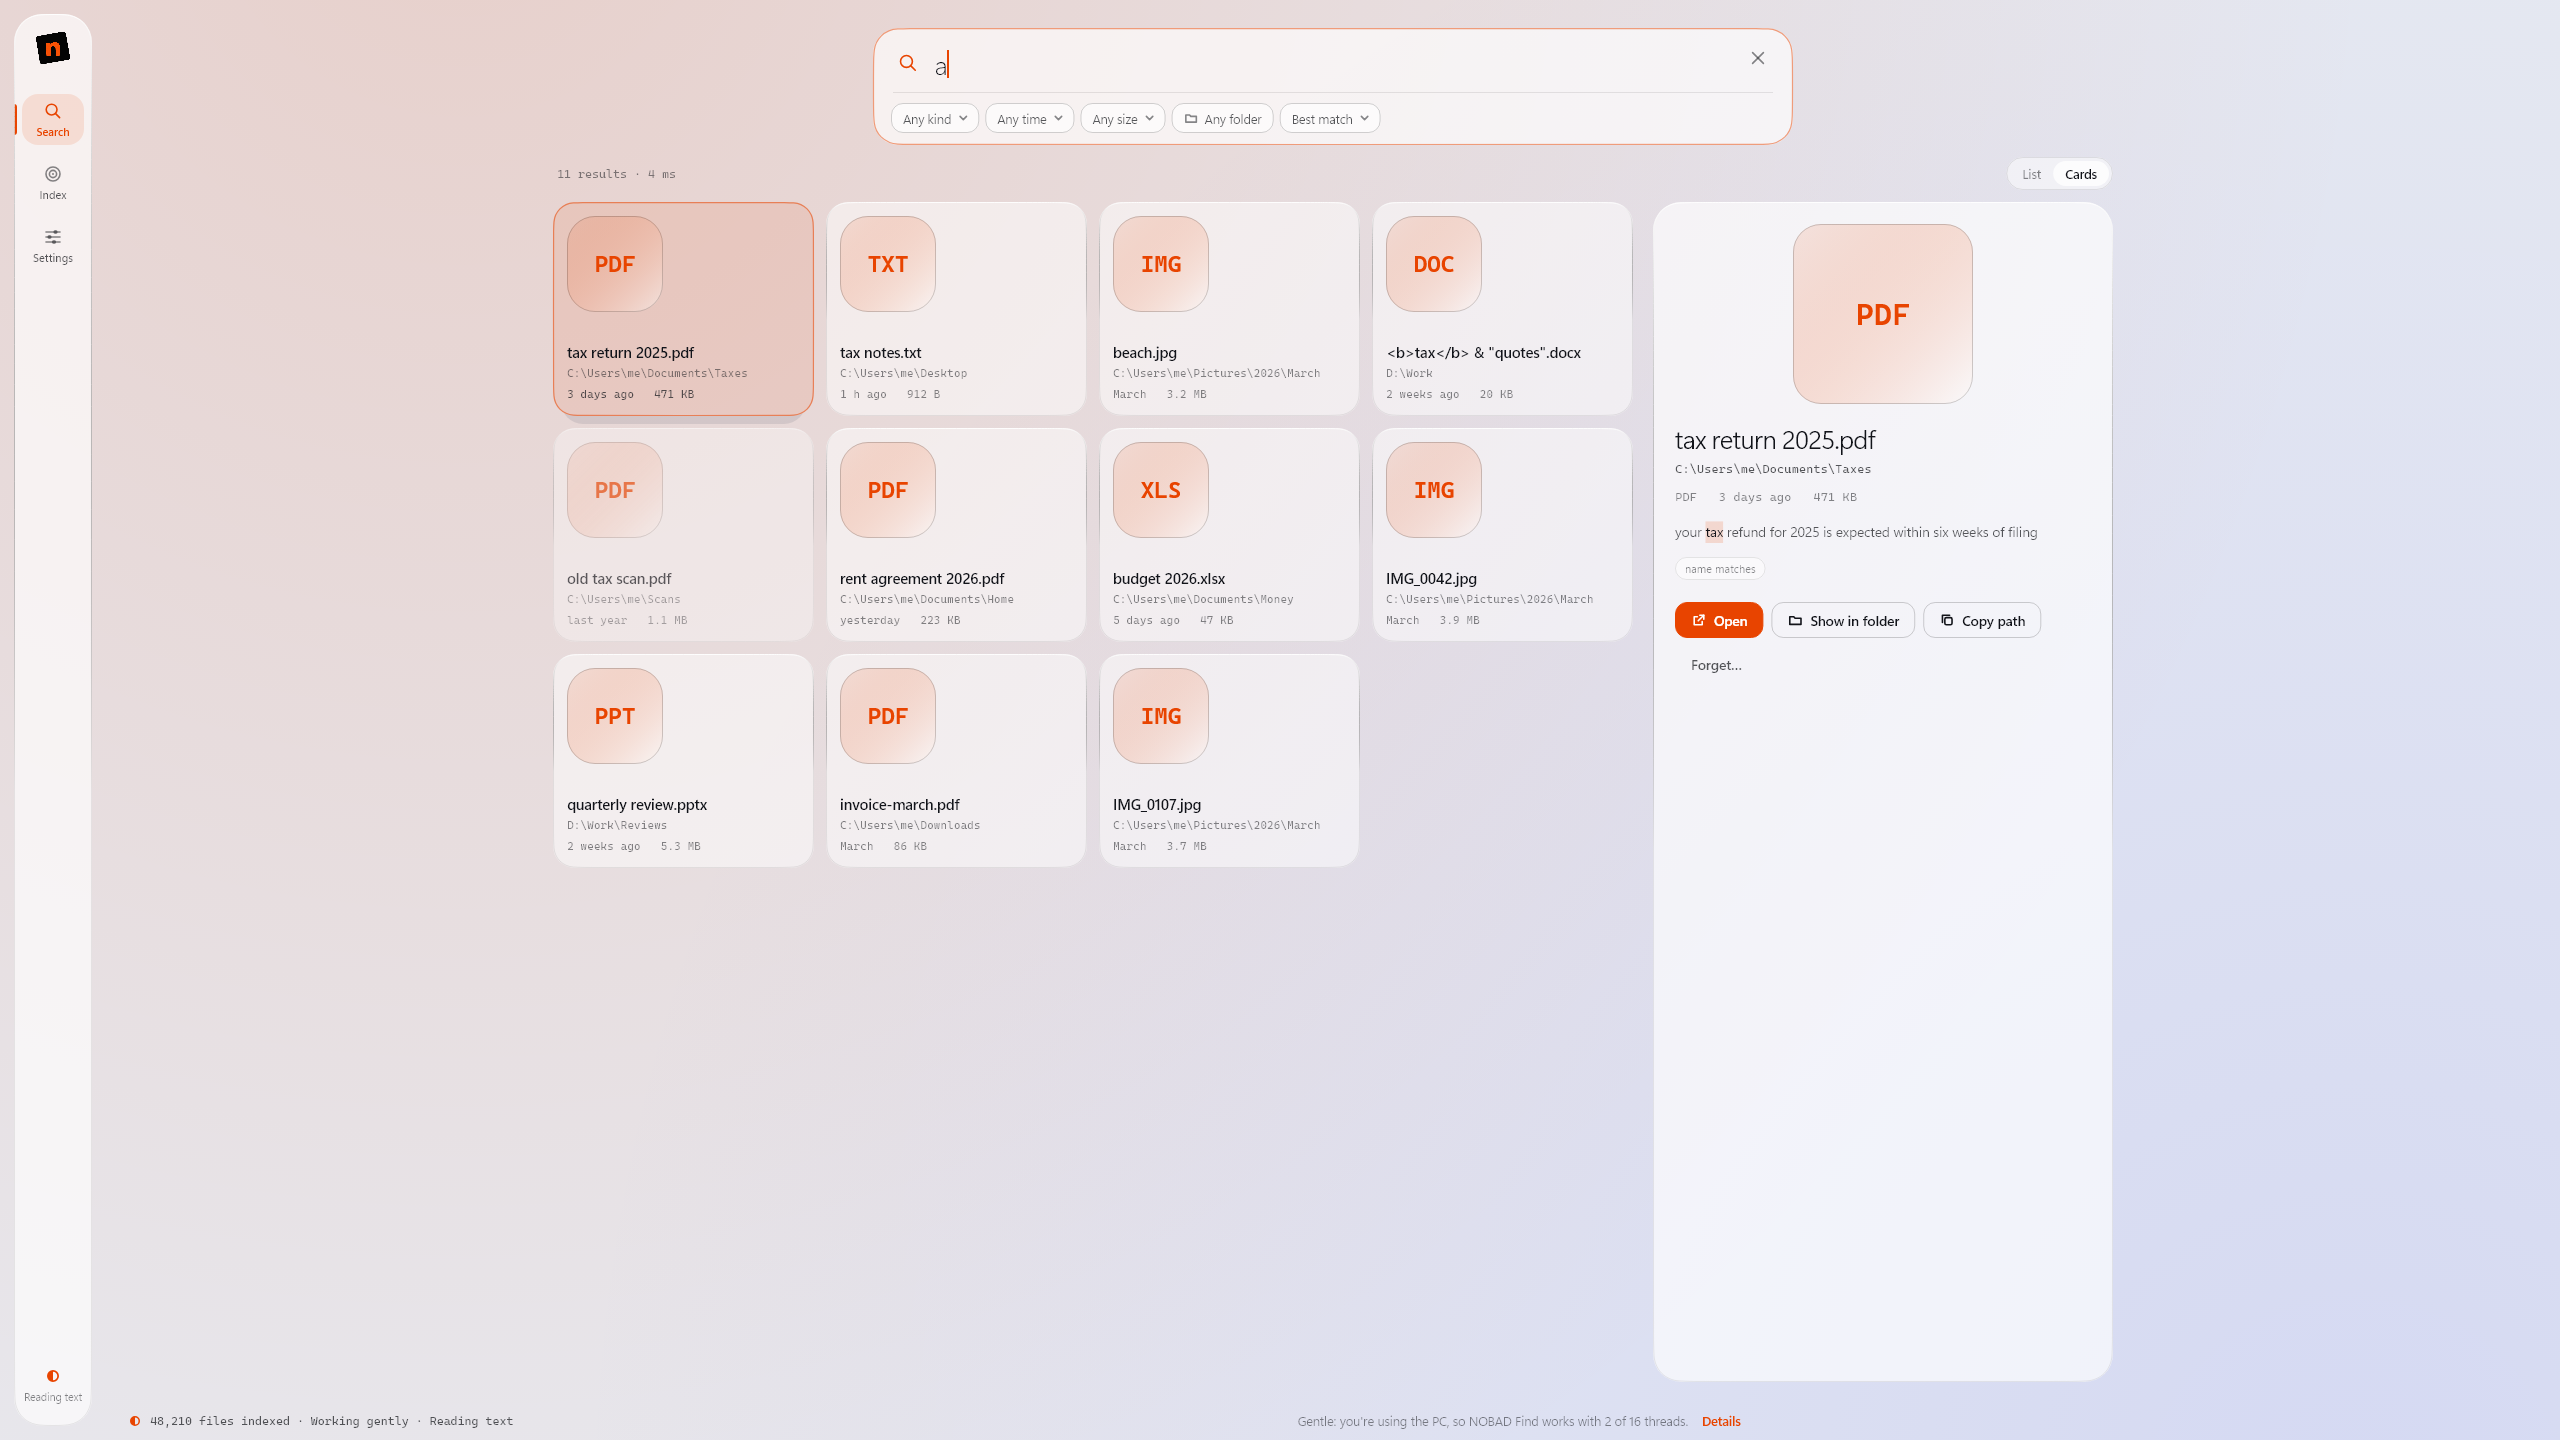 n
Search
Index
Settings
Reading text
a
Any kind
Any time
Any size
Any folder
Best match
11 results · 4 ms
List
Cards
PDF
tax return 2025.pdf
C:\Users\me\Documents\Taxes
3 days ago 471 KB
TXT
tax notes.txt
C:\Users\me\Desktop
1 h ago 912 B
IMG
beach.jpg
C:\Users\me\Pictures\2026\March
March 3.2 MB
DOC
<b>tax</b> & "quotes".docx
D:\Work
2 weeks ago 20 KB
PDF
old tax scan.pdf
C:\Users\me\Scans
last year 1.1 MB
PDF
rent agreement 2026.pdf
C:\Users\me\Documents\Home
yesterday 223 KB
XLS
budget 2026.xlsx
C:\Users\me\Documents\Money
5 days ago 47 KB
IMG
IMG_0042.jpg
C:\Users\me\Pictures\2026\March
March 3.9 MB
PPT
quarterly review.pptx
D:\Work\Reviews
2 weeks ago 5.3 MB
PDF
invoice-march.pdf
C:\Users\me\Downloads
March 86 KB
IMG
IMG_0107.jpg
C:\Users\me\Pictures\2026\March
March 3.7 MB
PDF
tax return 2025.pdf
C:\Users\me\Documents\Taxes
PDF 3 days ago 471 KB
your tax refund for 2025 is expected within six weeks of filing
name matches
Open
Show in folder
Copy path
Forget...
48,210 files indexed · Working gently · Reading text
Gentle: you're using the PC, so NOBAD Find works with 2 of 16 threads. Details